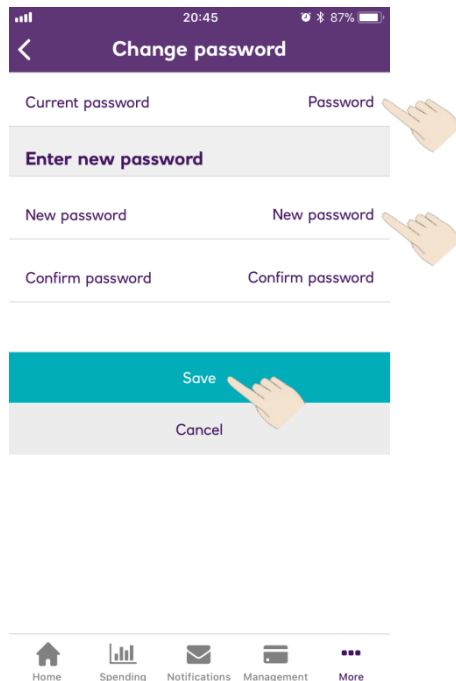 20:45 87%
Change password
Current password Password
Enter new password
New password New password
Confirm password Confirm password
Save
Cancel
Home Spending Notifications Management More